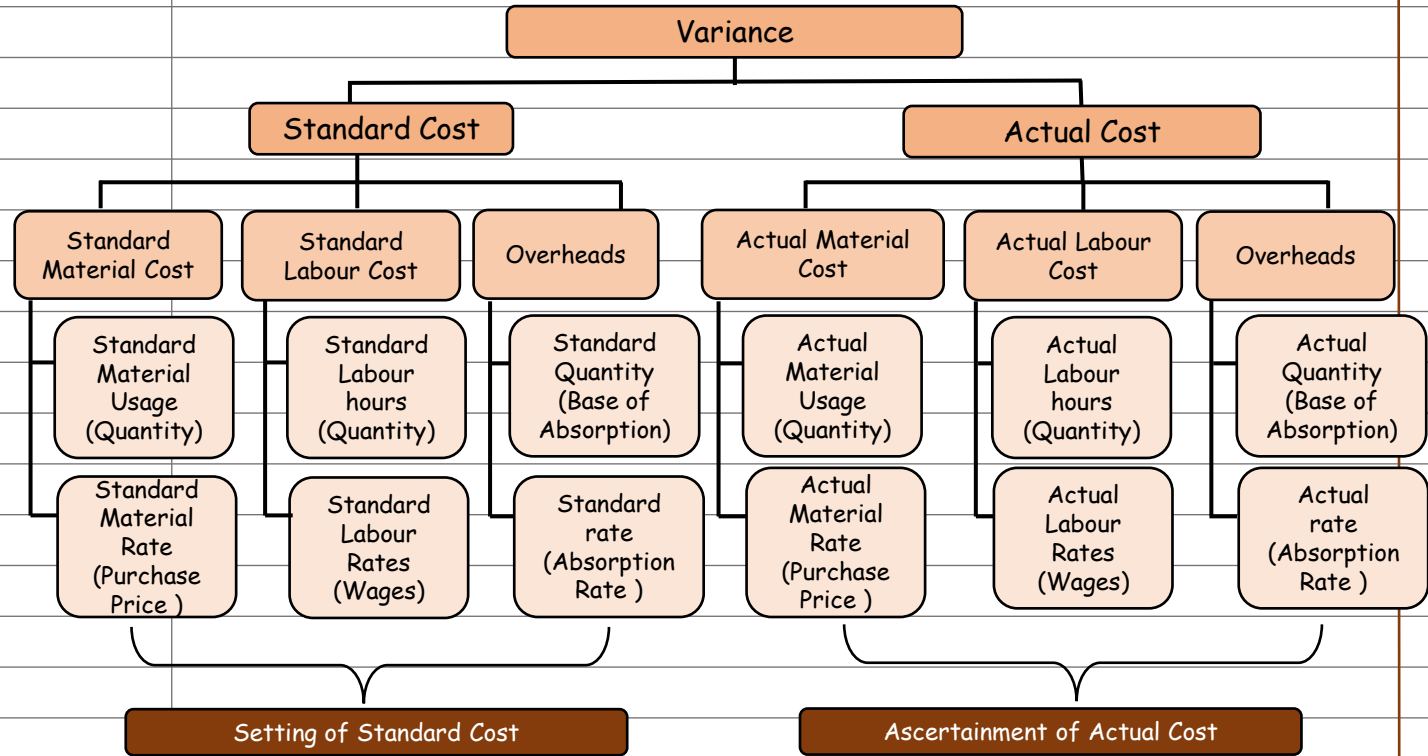 Variance
Standard Cost
Actual Cost
Standard
Material Cost
Standard
Labour Cost
Overheads
Actual Material
Cost
Actual Labour
Cost
Overheads
Standard
Material
Usage
(Quantity)
Standard
Labour
hours
(Quantity)
Standard
Quantity
(Base of
Absorption)
Actual
Material
Usage
(Quantity)
Actual
Labour
hours
(Quantity)
Actual
Quantity
(Base of
Absorption)
Standard
Material
Rate
(Purchase
Price )
Standard
Labour
Rates
(Wages)
Standard
rate
(Absorption
Rate )
Actual
Material
Rate
(Purchase
Price )
Actual
Labour
Rates
(Wages)
Actual
rate
(Absorption
Rate )
Setting of Standard Cost
Ascertainment of Actual Cost